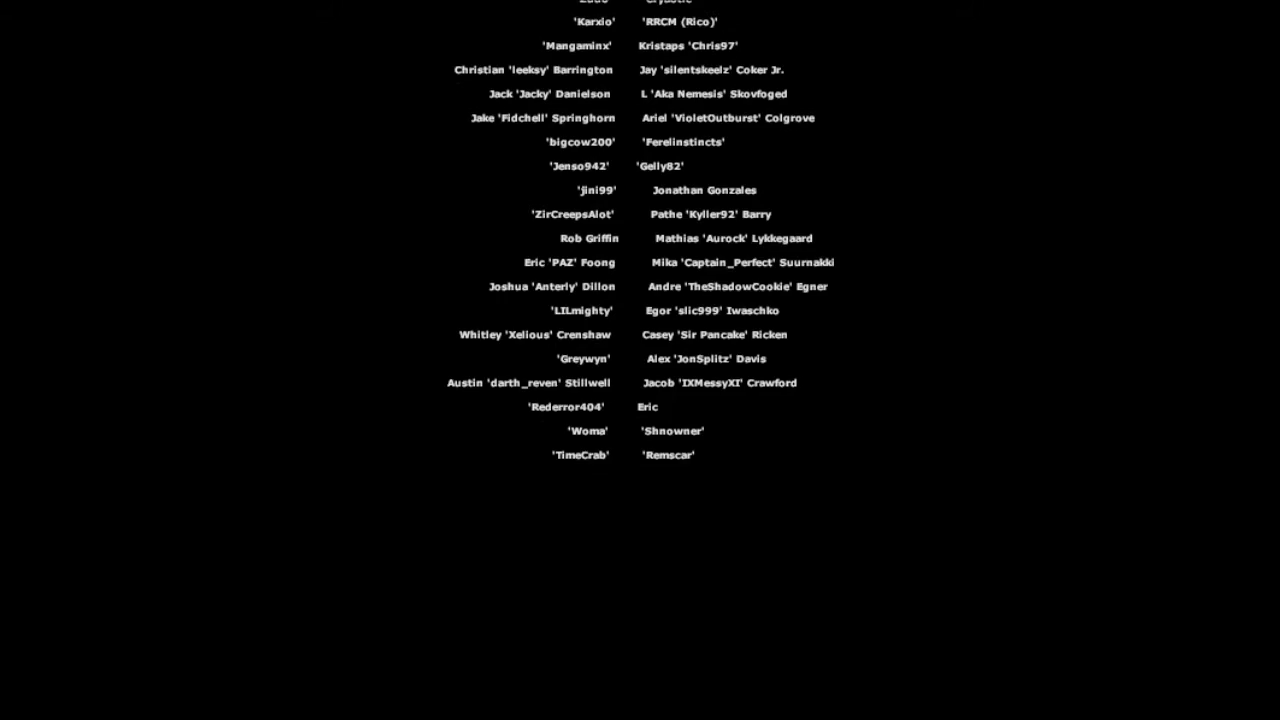 'Karxio' 'RRCM (Rico)'
'Mangaminx' Kristaps 'Chris97'
Christian 'leeksy' Barrington Jay 'silentskeelz' Coker Jr.
Jack 'Jacky' Danielson L 'Aka Nemesis' Skovfoged
Jake 'Fidchell' Springhorn Ariel 'VioletOutburst' Colgrove
'bigcow200' 'Ferelinstincts'
'Jenso942' 'Gelly82'
'jini99' Jonathan Gonzales
'ZirCreepsAlot' Pathe 'Kyller92' Barry
Rob Griffin Mathias 'Aurock' Lykkegaard
Eric 'PAZ' Foong Mika 'Captain_Perfect' Suurnakki
Joshua 'Anterly' Dillon Andre 'TheShadowCookie' Egner
'LILmighty' Egor 'slic999' Iwaschko
Whitley 'Xelious' Crenshaw Casey 'Sir Pancake' Ricken
'Greywyn' Alex 'JonSplitz' Davis
Austin 'darth_reven' Stillwell Jacob 'IXMessyXI' Crawford
'Rederror404' Eric
'Woma' 'Shnowner'
'TimeCrab' 'Remscar'